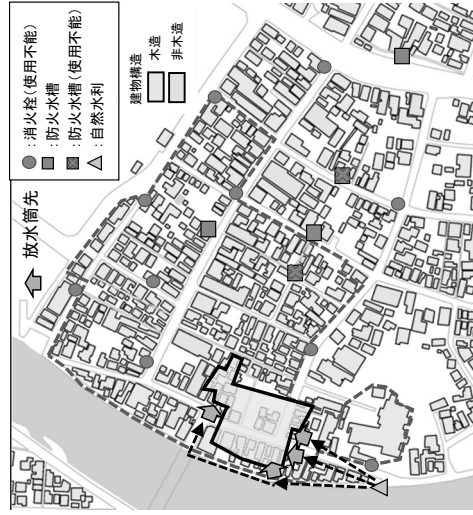 ：消火栓(使用不能)
：防火水槽
：防火水槽(使用不能)
：自然水利
放水筒先
建物構造
木造
非木造